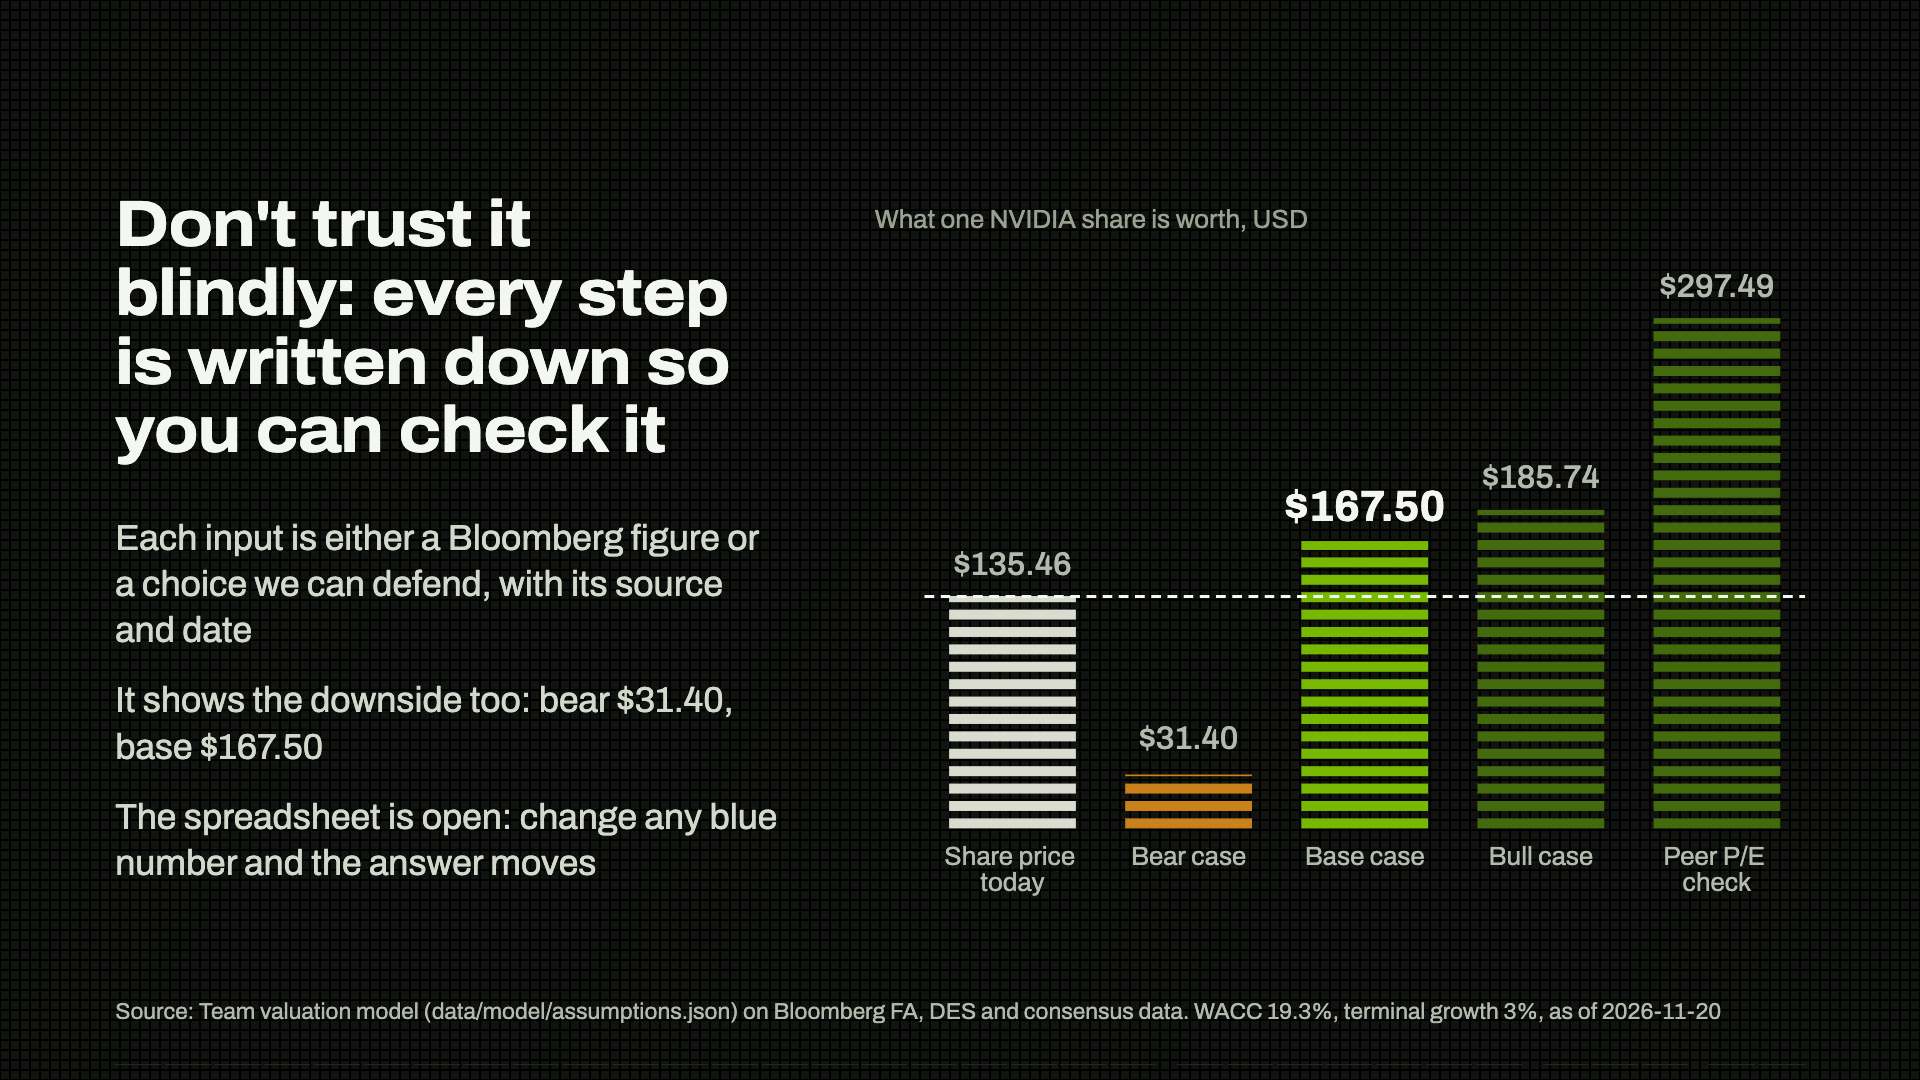 Don't trust it
blindly: every step
is written down so
you can check it
Each input is either a Bloomberg figure or
a choice we can defend, with its source
and date
It shows the downside too: bear $31.40,
base $167.50
The spreadsheet is open: change any blue
number and the answer moves
What one NVIDIA share is worth, USD
$135.46
$31.40
$167.50
$185.74
$297.49
Share price
today
Bear case
Base case
Bull case
Peer P/E
check
Source: Team valuation model (data/model/assumptions.json) on Bloomberg FA, DES and consensus data. WACC 19.3%, terminal growth 3%, as of 2026-11-20